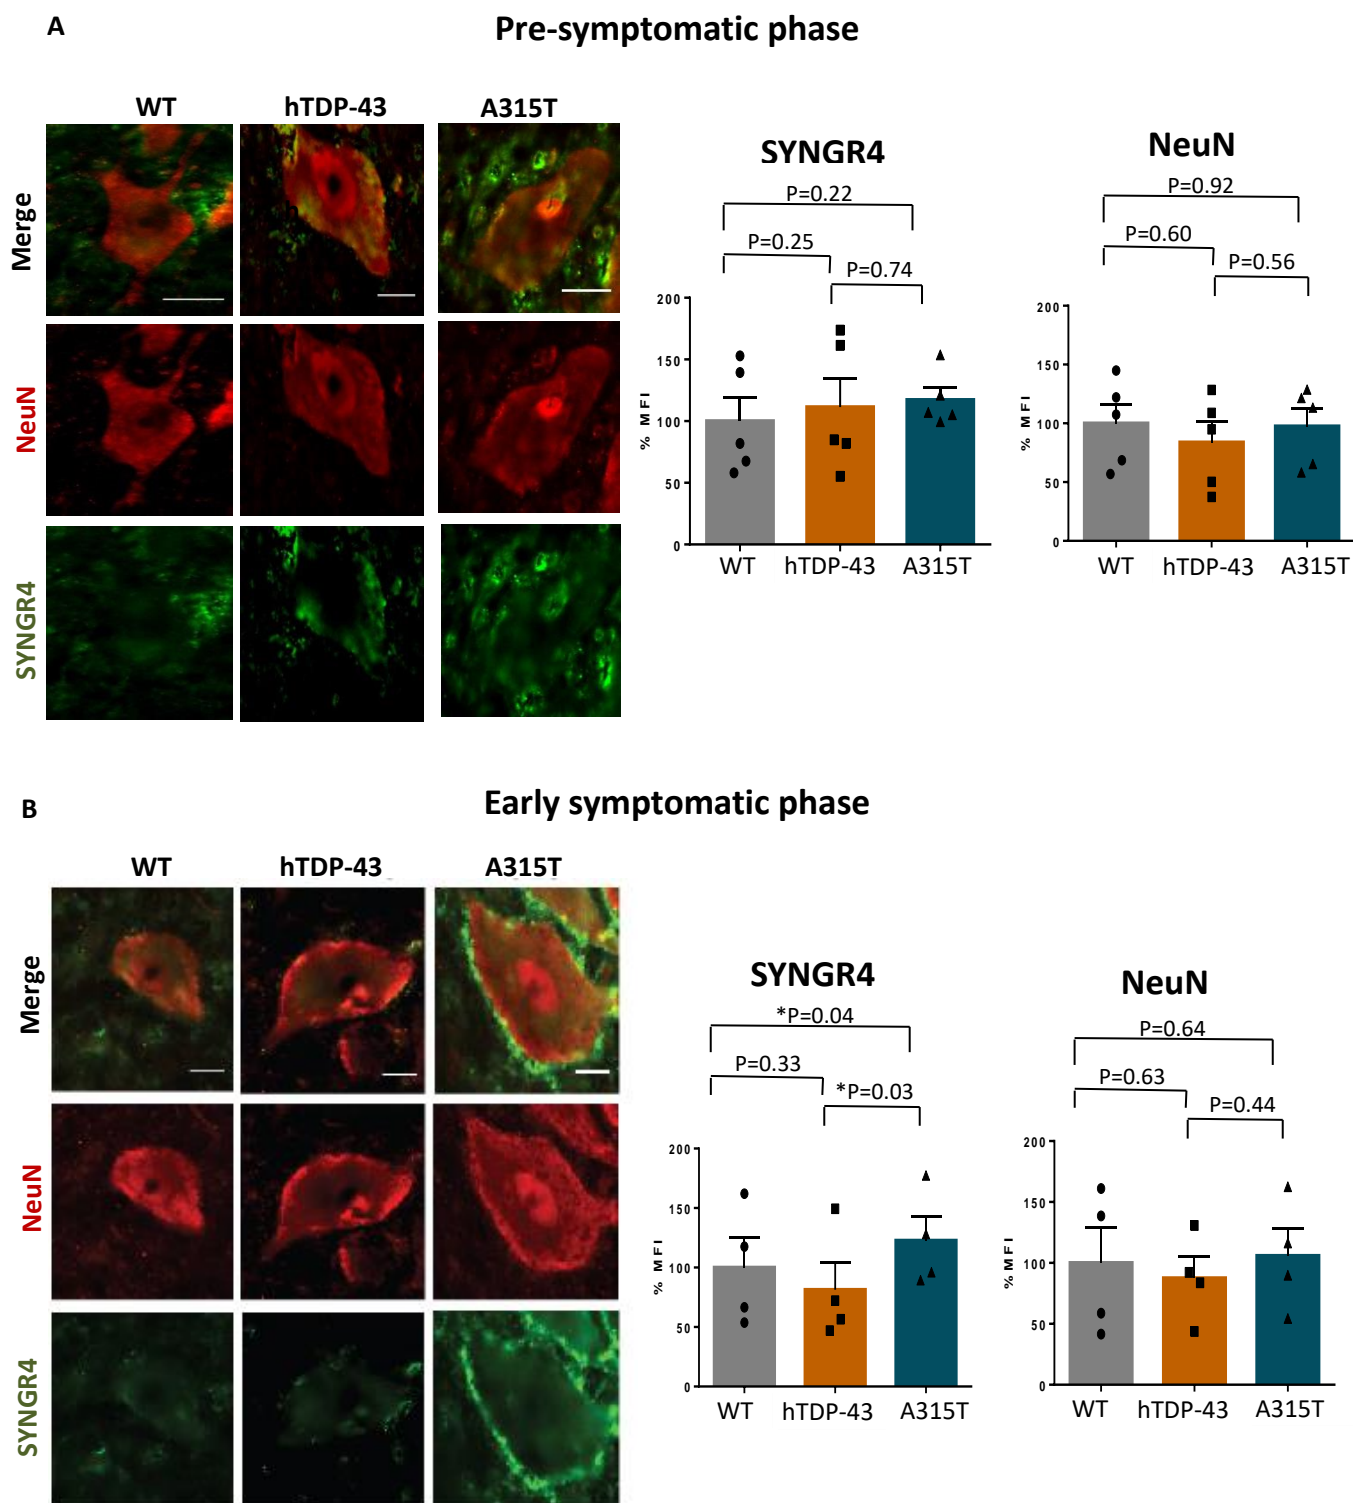 A
Pre-symptomatic phase
WT hTDP-43 A315T
Merge
NeuN
SYNGR4
SYNGR4
P=0.22
P=0.25
P=0.74
% MFI
200
150
100
50
0
WT hTDP-43 A315T
NeuN
P=0.92
P=0.60
P=0.56
% MFI
200
150
100
50
0
WT hTDP-43 A315T
B
Early symptomatic phase
WT hTDP-43 A315T
Merge
NeuN
SYNGR4
SYNGR4
*P=0.04
P=0.33
*P=0.03
% MFI
200
150
100
50
0
WT hTDP-43 A315T
NeuN
P=0.64
P=0.63
P=0.44
% MFI
200
150
100
50
0
WT hTDP-43 A315T